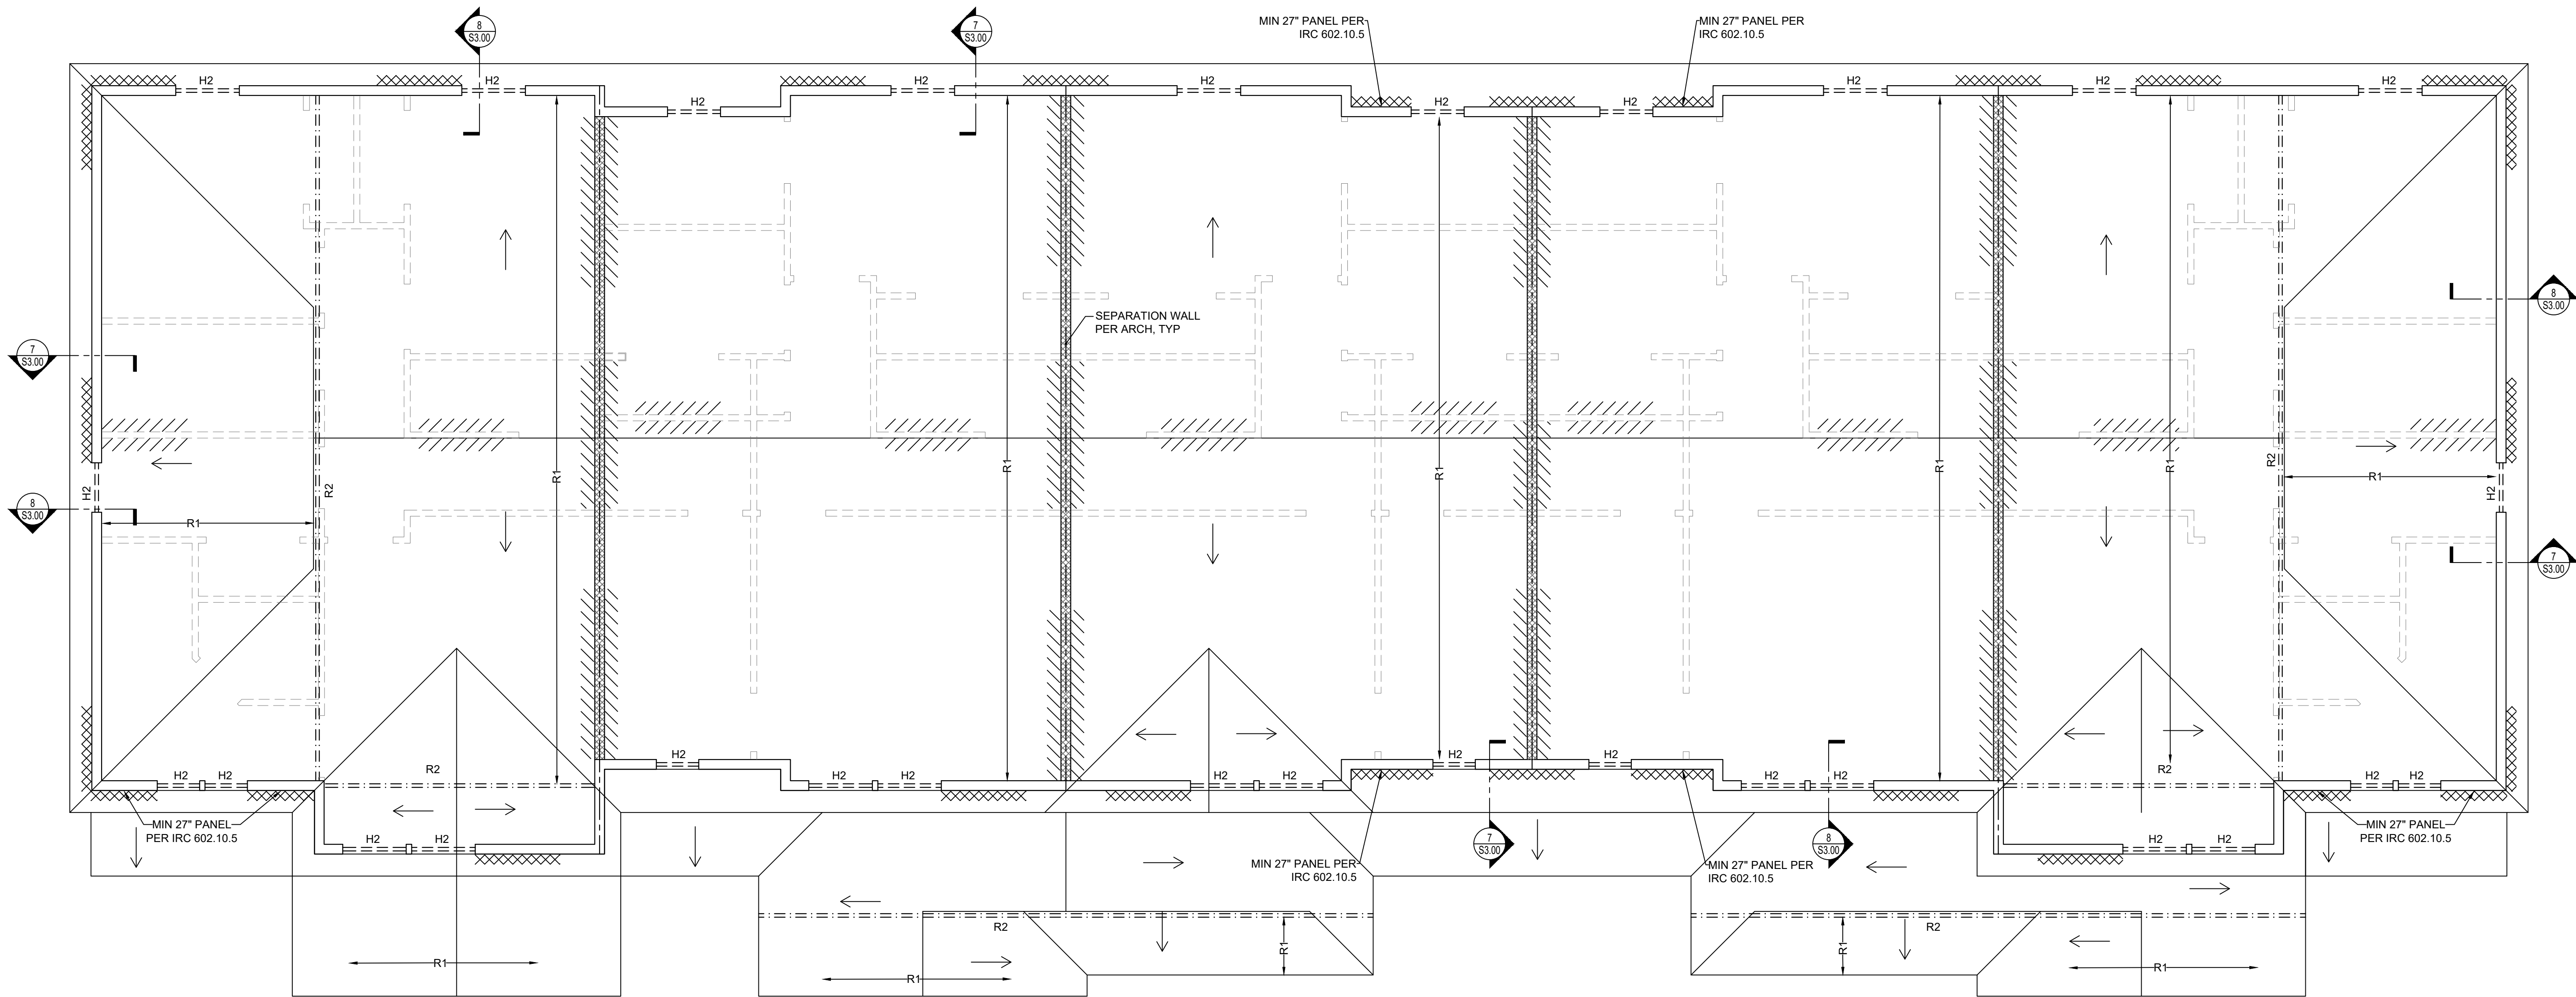 8
S3.00
7
S3.00
MIN 27" PANEL PER
IRC 602.10.5
MIN 27" PANEL PER
IRC 602.10.5
H2
H2
H2
H2
H2
H2
H2
H2
H2
H2
SEPARATION WALL
PER ARCH, TYP
7
S3.00
8
S3.00
8
S3.00
7
S3.00
H2
R1
R2
R1
R1
R1
R1
R1
R2
R1
H2
H2
H2
R2
H2
H2
H2
H2
H2
H2
H2
H2
H2
R2
H2
H2
MIN 27" PANEL
PER IRC 602.10.5
H2
H2
7
S3.00
8
S3.00
H2
H2
MIN 27" PANEL
PER IRC 602.10.5
MIN 27" PANEL PER
IRC 602.10.5
MIN 27" PANEL PER
IRC 602.10.5
R2
R1
R1
R2
R1
R1
R1